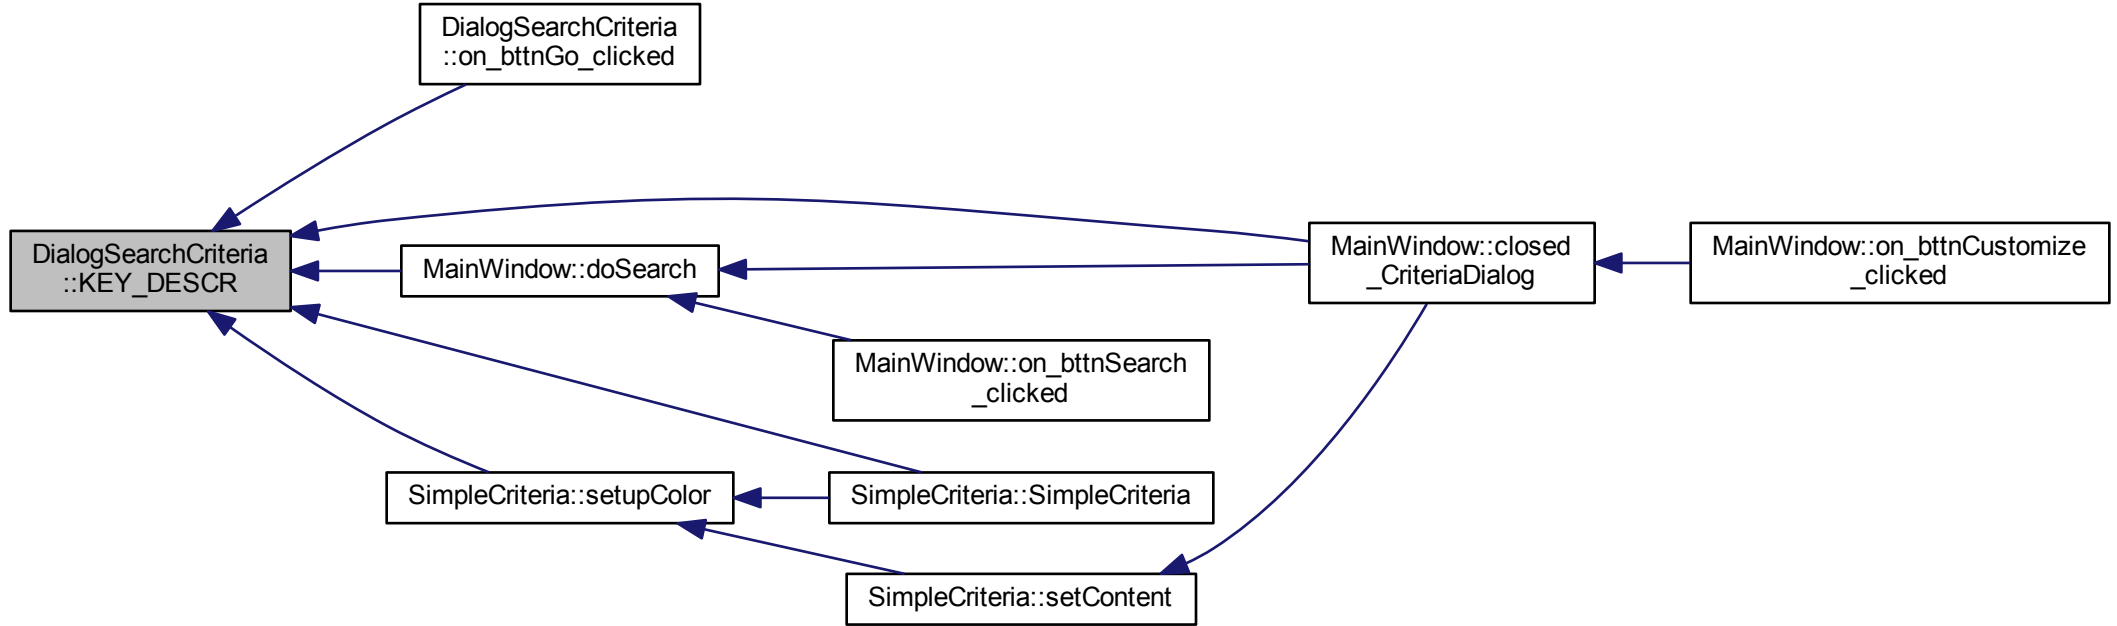 DialogSearchCriteria
::on_bttnGo_clicked
DialogSearchCriteria
::KEY_DESCR
MainWindow::doSearch
MainWindow::closed
_CriteriaDialog
MainWindow::on_bttnCustomize
_clicked
MainWindow::on_bttnSearch
_clicked
SimpleCriteria::setupColor
SimpleCriteria::SimpleCriteria
SimpleCriteria::setContent